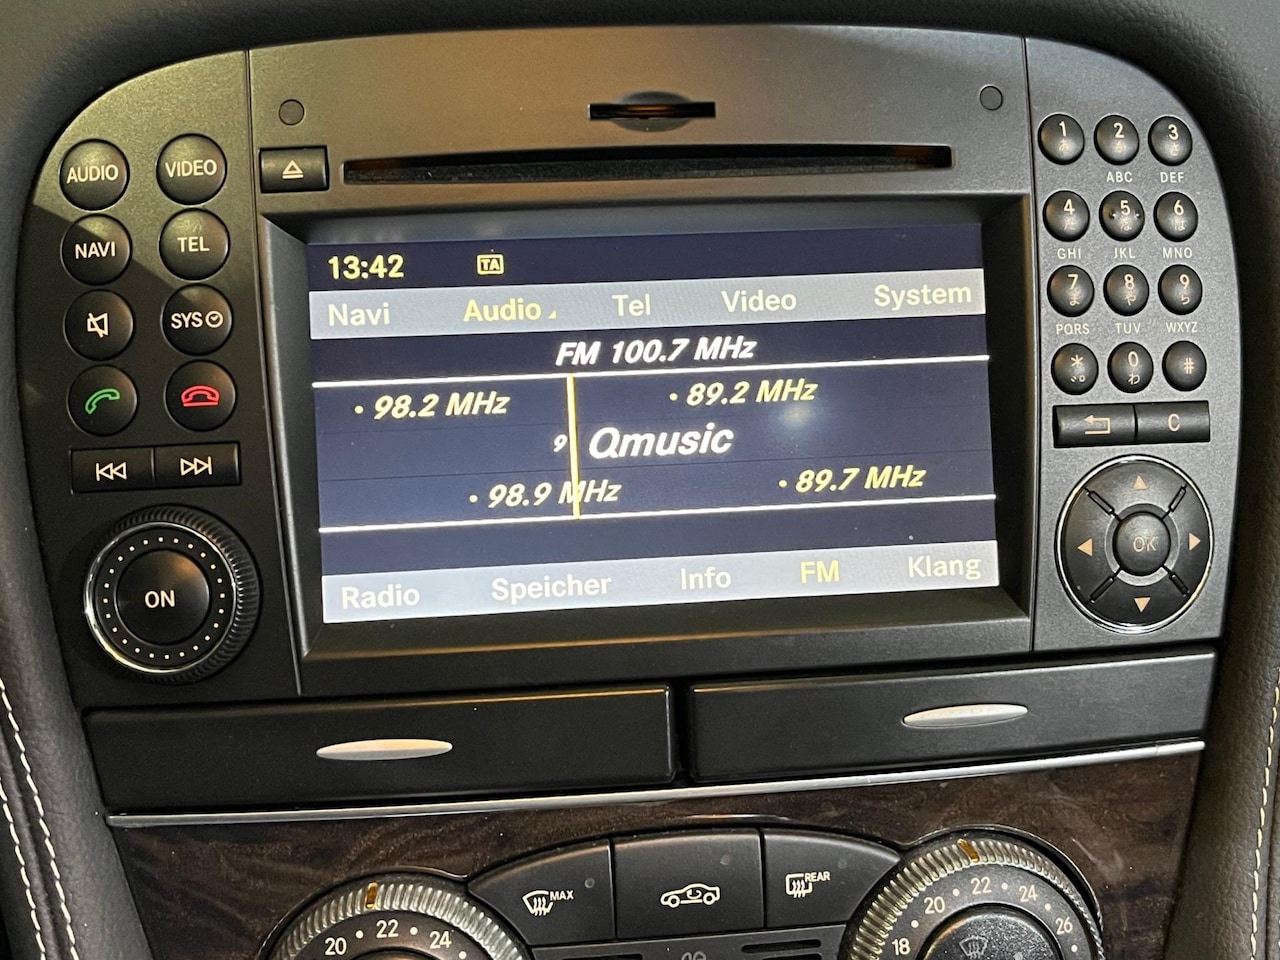 AUDIO VIDEO
NAVI TEL
SYS
ON
13:42 TA
Navi Audio Tel Video System
FM 100.7 MHz
• 98.2 MHz • 89.2 MHz
9 Qmusic
• 98.9 MHz • 89.7 MHz
Radio Speicher Info FM Klang
1 2 3
ABC DEF
4 5 6
GHI JKL MNO
7 8 9
PQRS TUV WXYZ
* 0 #
C
OK
MAX REAR
20 22 24
18 20 22 24 26